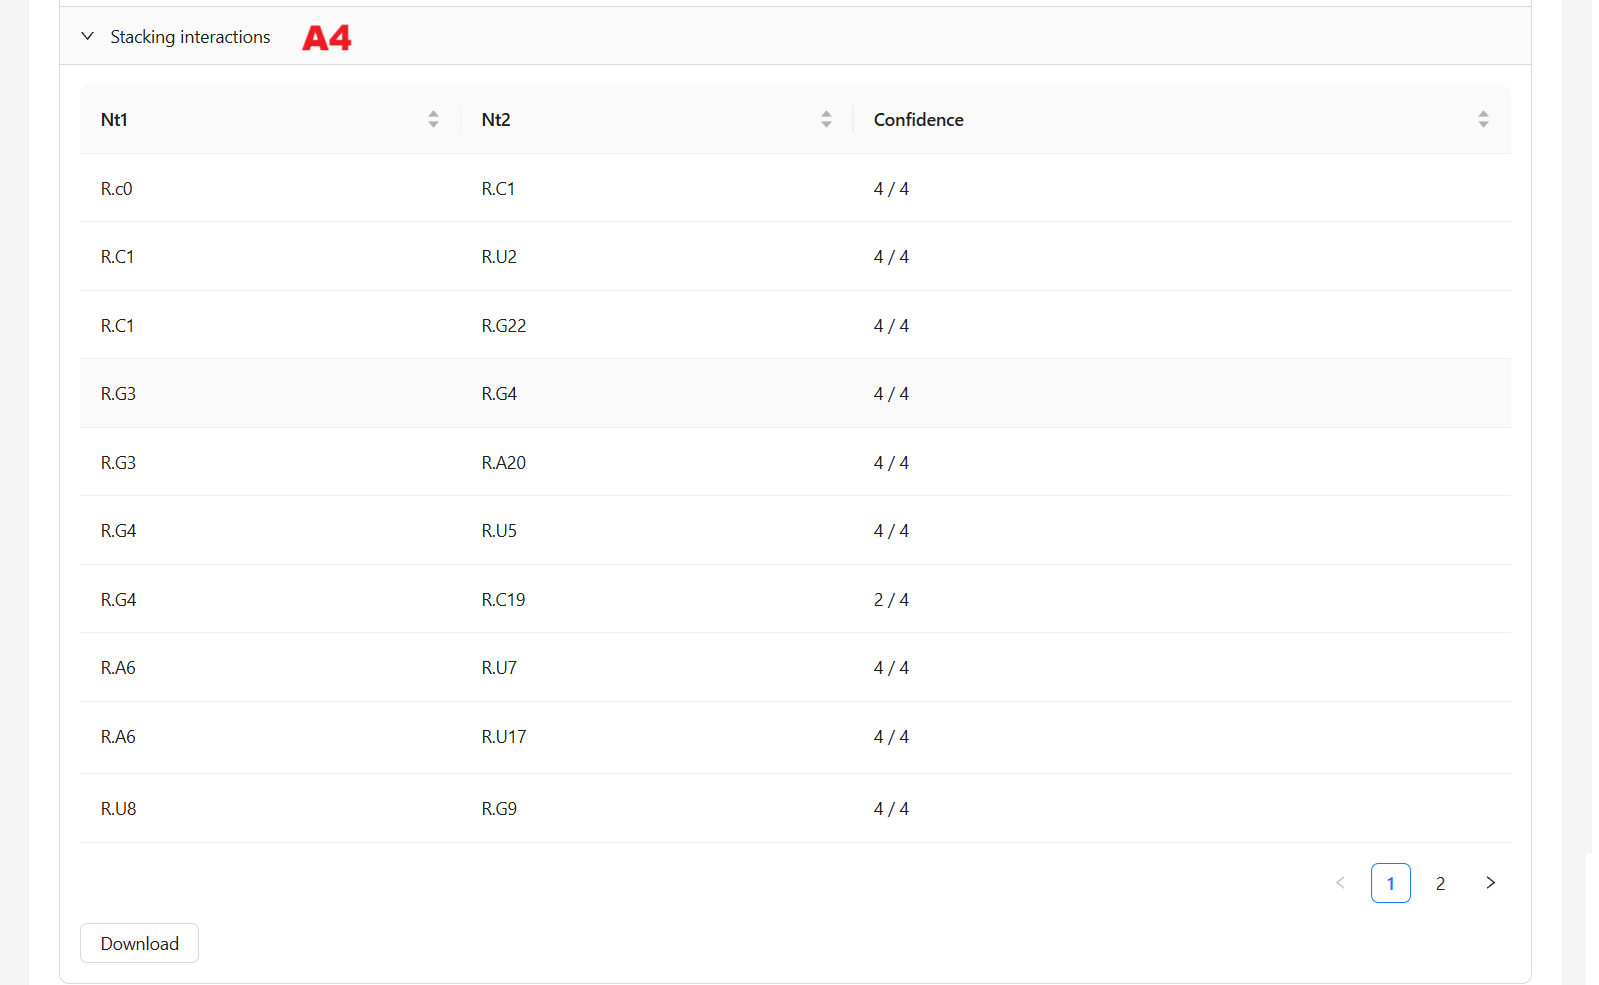 Stacking interactions A4
Nt1 Nt2 Confidence
R.c0 R.C1 4 / 4
R.C1 R.U2 4 / 4
R.C1 R.G22 4 / 4
R.G3 R.G4 4 / 4
R.G3 R.A20 4 / 4
R.G4 R.U5 4 / 4
R.G4 R.C19 2 / 4
R.A6 R.U7 4 / 4
R.A6 R.U17 4 / 4
R.U8 R.G9 4 / 4
< 1 2 >
Download